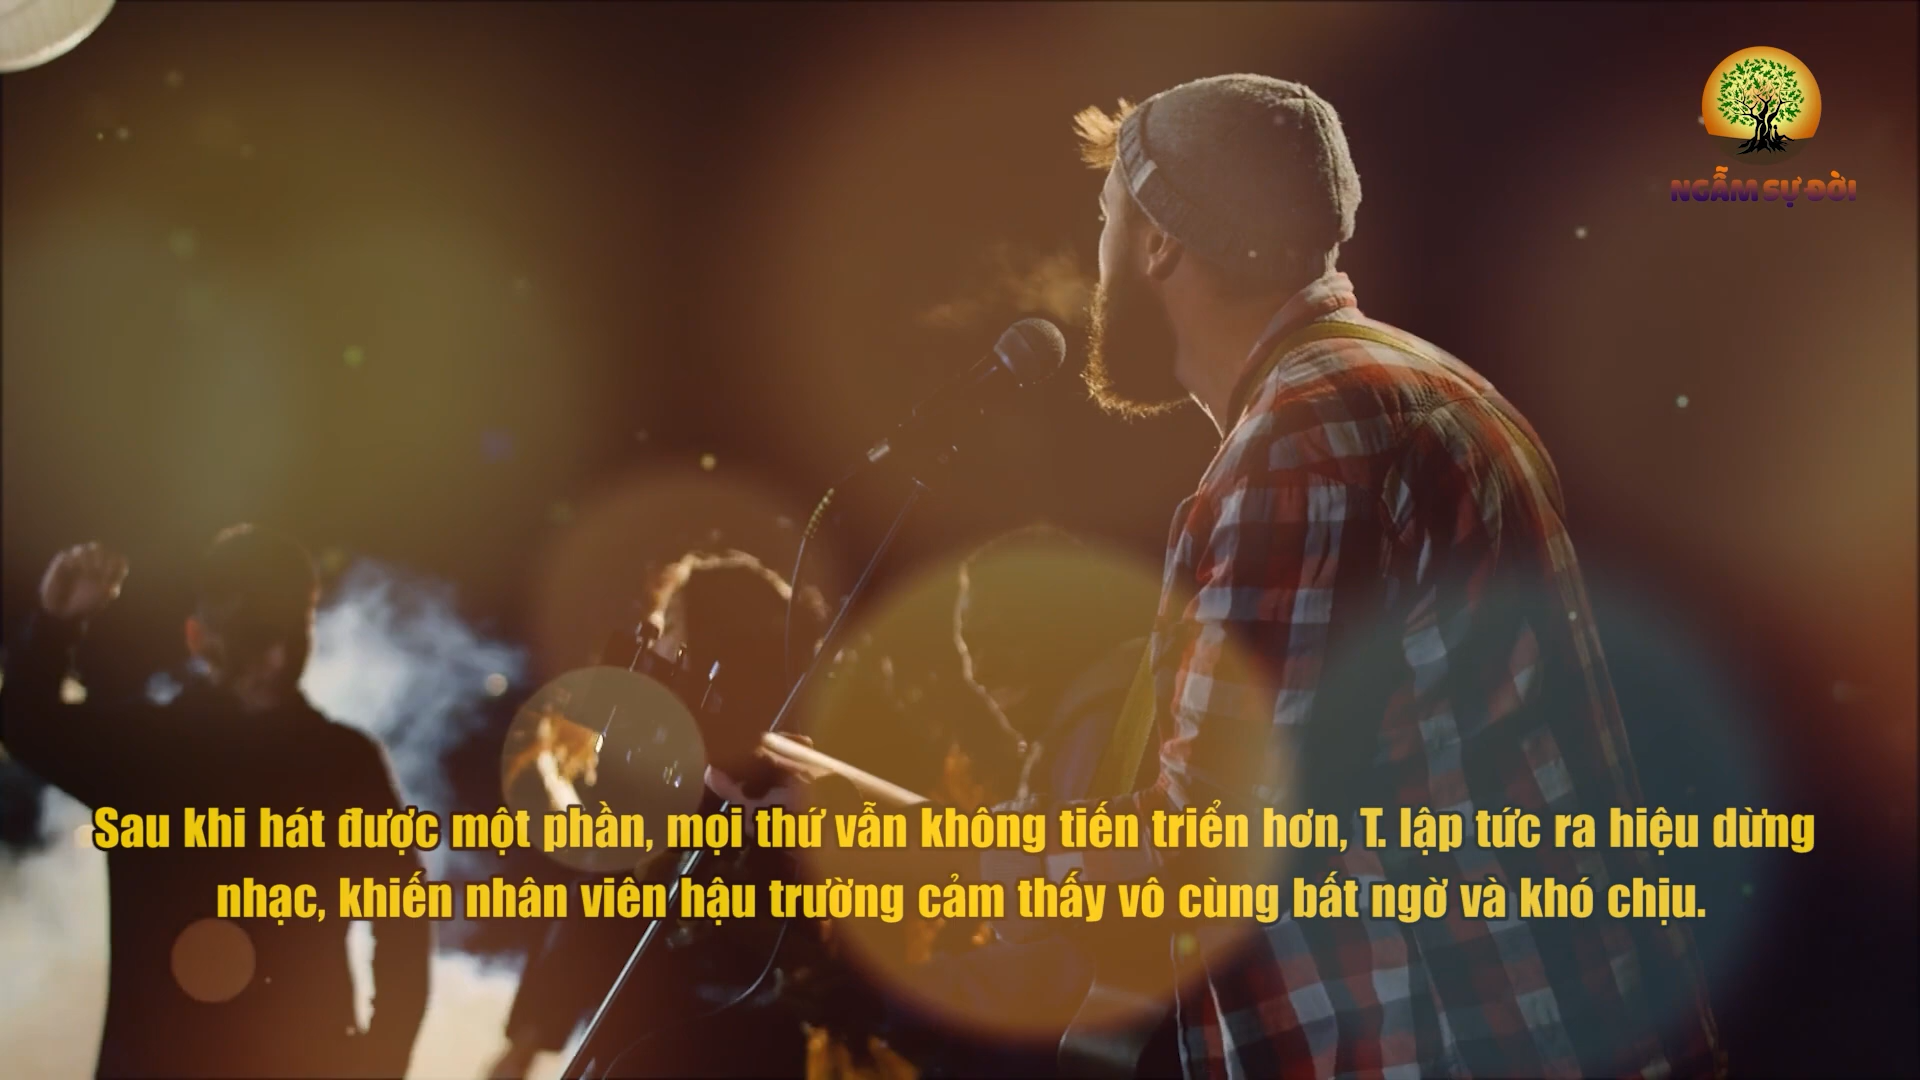 NGẪM SỰ ĐỜI
Sau khi hát được một phần, mọi thứ vẫn không tiến triển hơn, T. lập tức ra hiệu dừng
nhạc, khiến nhân viên hậu trường cảm thấy vô cùng bất ngờ và khó chịu.